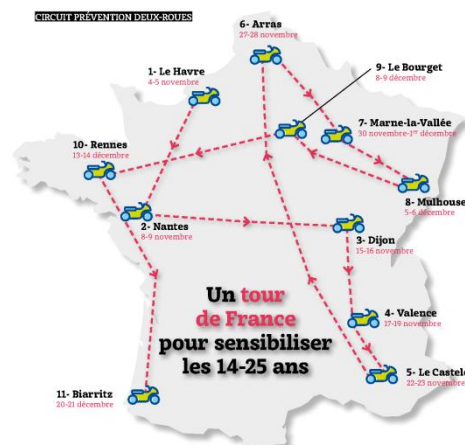 CIRCUIT PRÉVENTION DEUX-ROUES
6- Arras
27-28 novembre
9- Le Bourget
8-9 décembre
1- Le Havre
4-5 novembre
7- Marne-la-Vallée
30 novembre-1er décembre
10- Rennes
13-14 décembre
8- Mulhouse
5-6 décembre
2- Nantes
8-9 novembre
3- Dijon
15-16 novembre
Un tour
de France
pour sensibiliser
les 14-25 ans
4- Valence
17-19 novembre
5- Le Castele
22-23 novembre
11- Biarritz
20-21 décembre